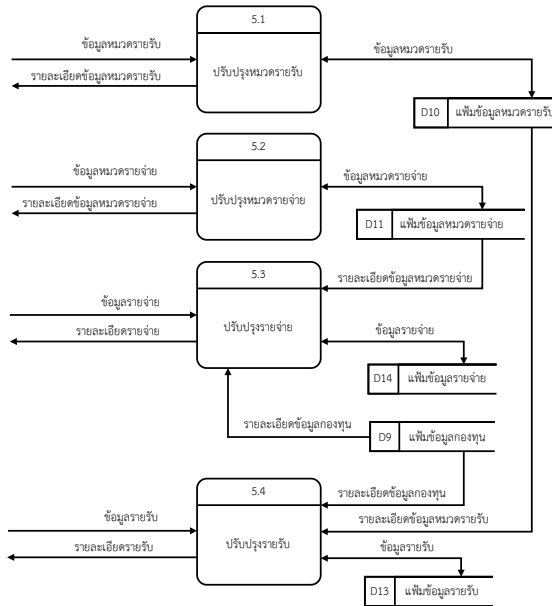 5.1
ข้อมูลหมวดรายรับ
ข้อมูลหมวดรายรับ
ปรับปรุงหมวดรายรับ
รายละเอียดข้อมูลหมวดรายรับ
D10 แฟ้มข้อมูลหมวดรายรับ
5.2
ข้อมูลหมวดรายจ่าย
ข้อมูลหมวดรายจ่าย
ปรับปรุงหมวดรายจ่าย
รายละเอียดข้อมูลหมวดรายจ่าย
D11 แฟ้มข้อมูลหมวดรายจ่าย
5.3
รายละเอียดข้อมูลหมวดรายจ่าย
ข้อมูลรายจ่าย
ปรับปรุงรายจ่าย
ข้อมูลรายจ่าย
รายละเอียดรายจ่าย
D14 แฟ้มข้อมูลรายจ่าย
รายละเอียดข้อมูลกองทุน
D9 แฟ้มข้อมูลกองทุน
5.4
รายละเอียดข้อมูลกองทุน
ข้อมูลรายรับ
รายละเอียดข้อมูลหมวดรายรับ
ปรับปรุงรายรับ
รายละเอียดรายรับ
ข้อมูลรายรับ
D13 แฟ้มข้อมูลรายรับ